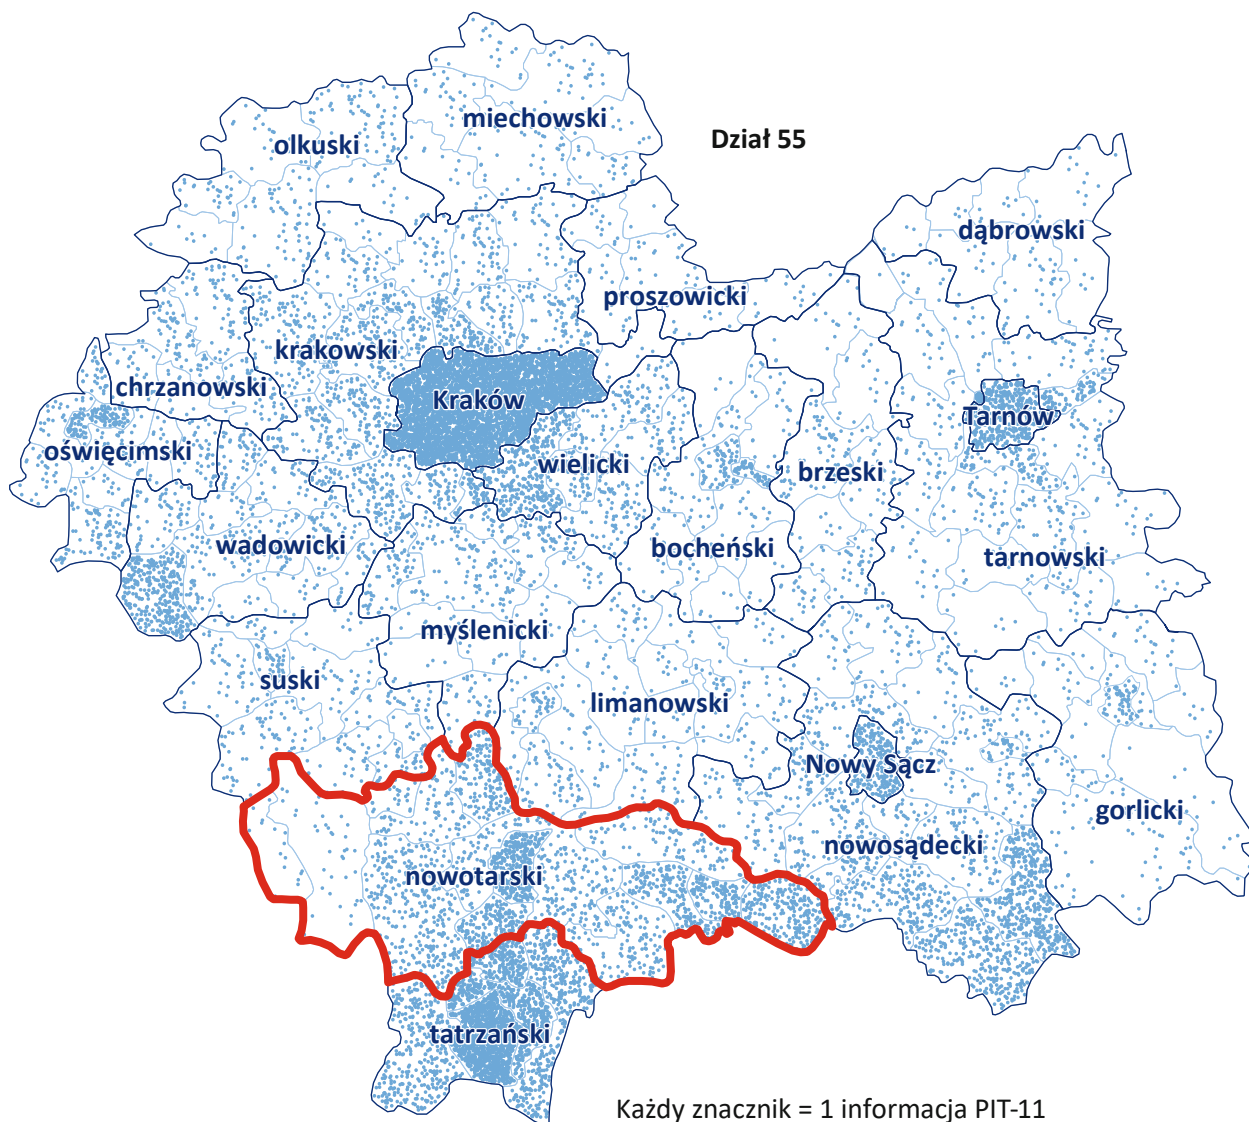 miechowski
Dział 55
olkuski
dąbrowski
proszowicki
krakowski
chrzanowski
Kraków
Tarnów
oświęcimski
wielicki
brzeski
wadowicki
bocheński
tarnowski
myślenicki
suski
limanowski
Nowy Sącz
gorlicki
nowosądecki
nowotarski
tatrzański
Każdy znacznik = 1 informacja PIT-11